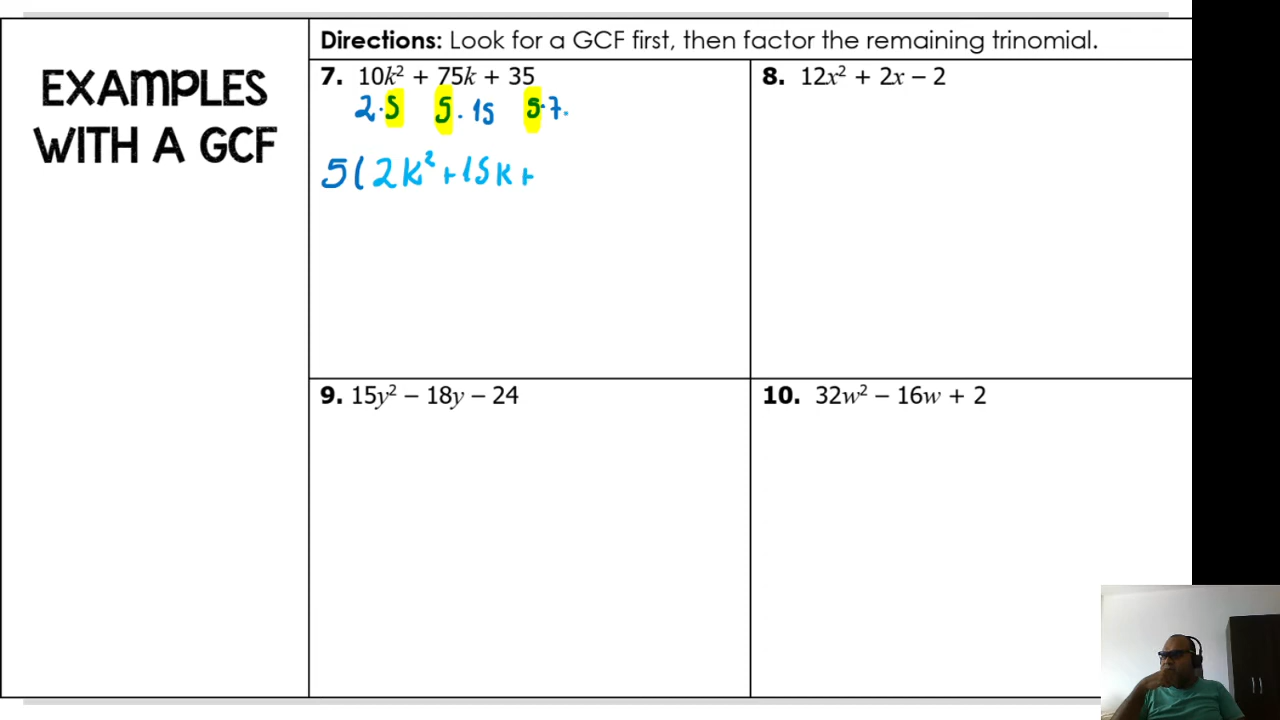 EXAMPLES
WITH A GCF
Directions: Look for a GCF first, then factor the remaining trinomial.
7. 10k² + 75k + 35
2·5 5·15 5·7·
5(2k²+15k+
8. 12x² + 2x − 2
9. 15y² − 18y − 24
10. 32w² − 16w + 2